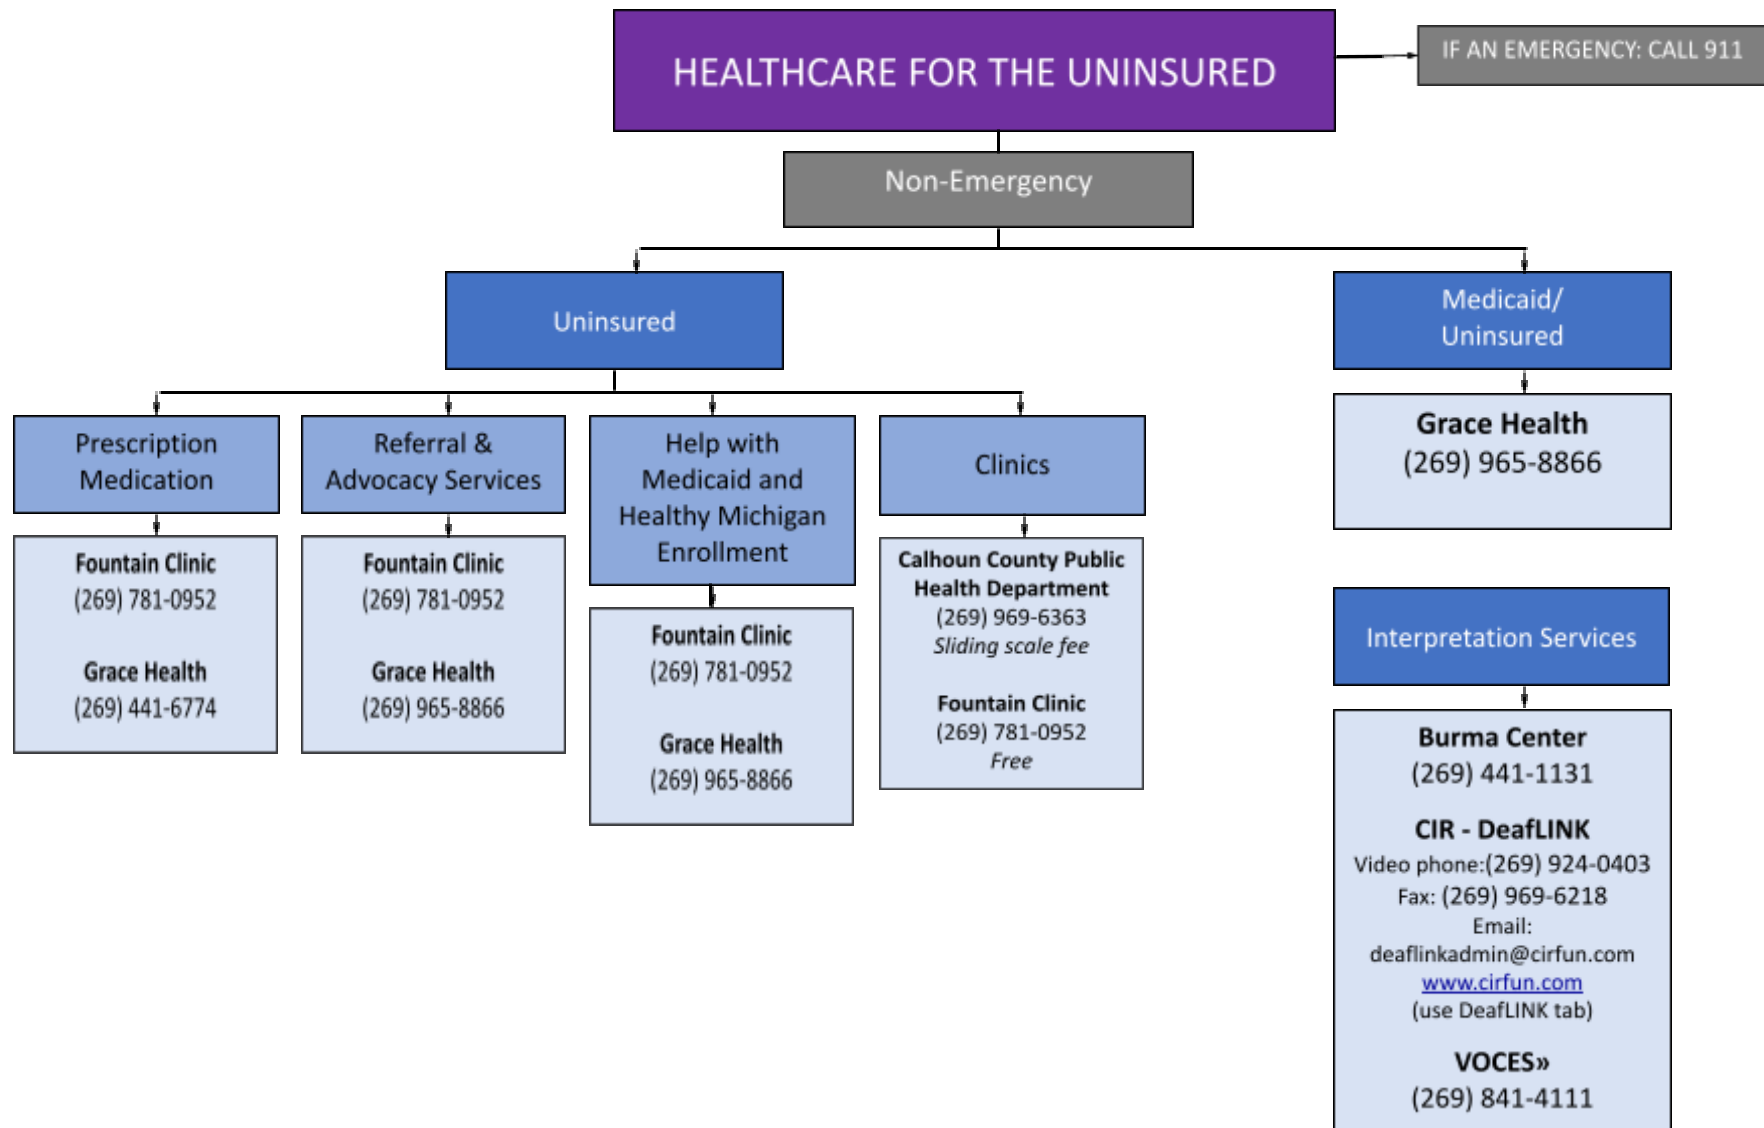 HEALTHCARE FOR THE UNINSURED
IF AN EMERGENCY: CALL 911
Non-Emergency
Uninsured
Medicaid/
Uninsured
Prescription
Medication
Fountain Clinic
(269) 781-0952
Grace Health
(269) 441-6774
Referral &
Advocacy Services
Fountain Clinic
(269) 781-0952
Grace Health
(269) 965-8866
Help with
Medicaid and
Healthy Michigan
Enrollment
Fountain Clinic
(269) 781-0952
Grace Health
(269) 965-8866
Clinics
Calhoun County Public
Health Department
(269) 969-6363
Sliding scale fee
Fountain Clinic
(269) 781-0952
Free
Grace Health
(269) 965-8866
Interpretation Services
Burma Center
(269) 441-1131
CIR - DeafLINK
Video phone:(269) 924-0403
Fax: (269) 969-6218
Email:
deaflinkadmin@cirfun.com
www.cirfun.com
(use DeafLINK tab)
VOCES»
(269) 841-4111